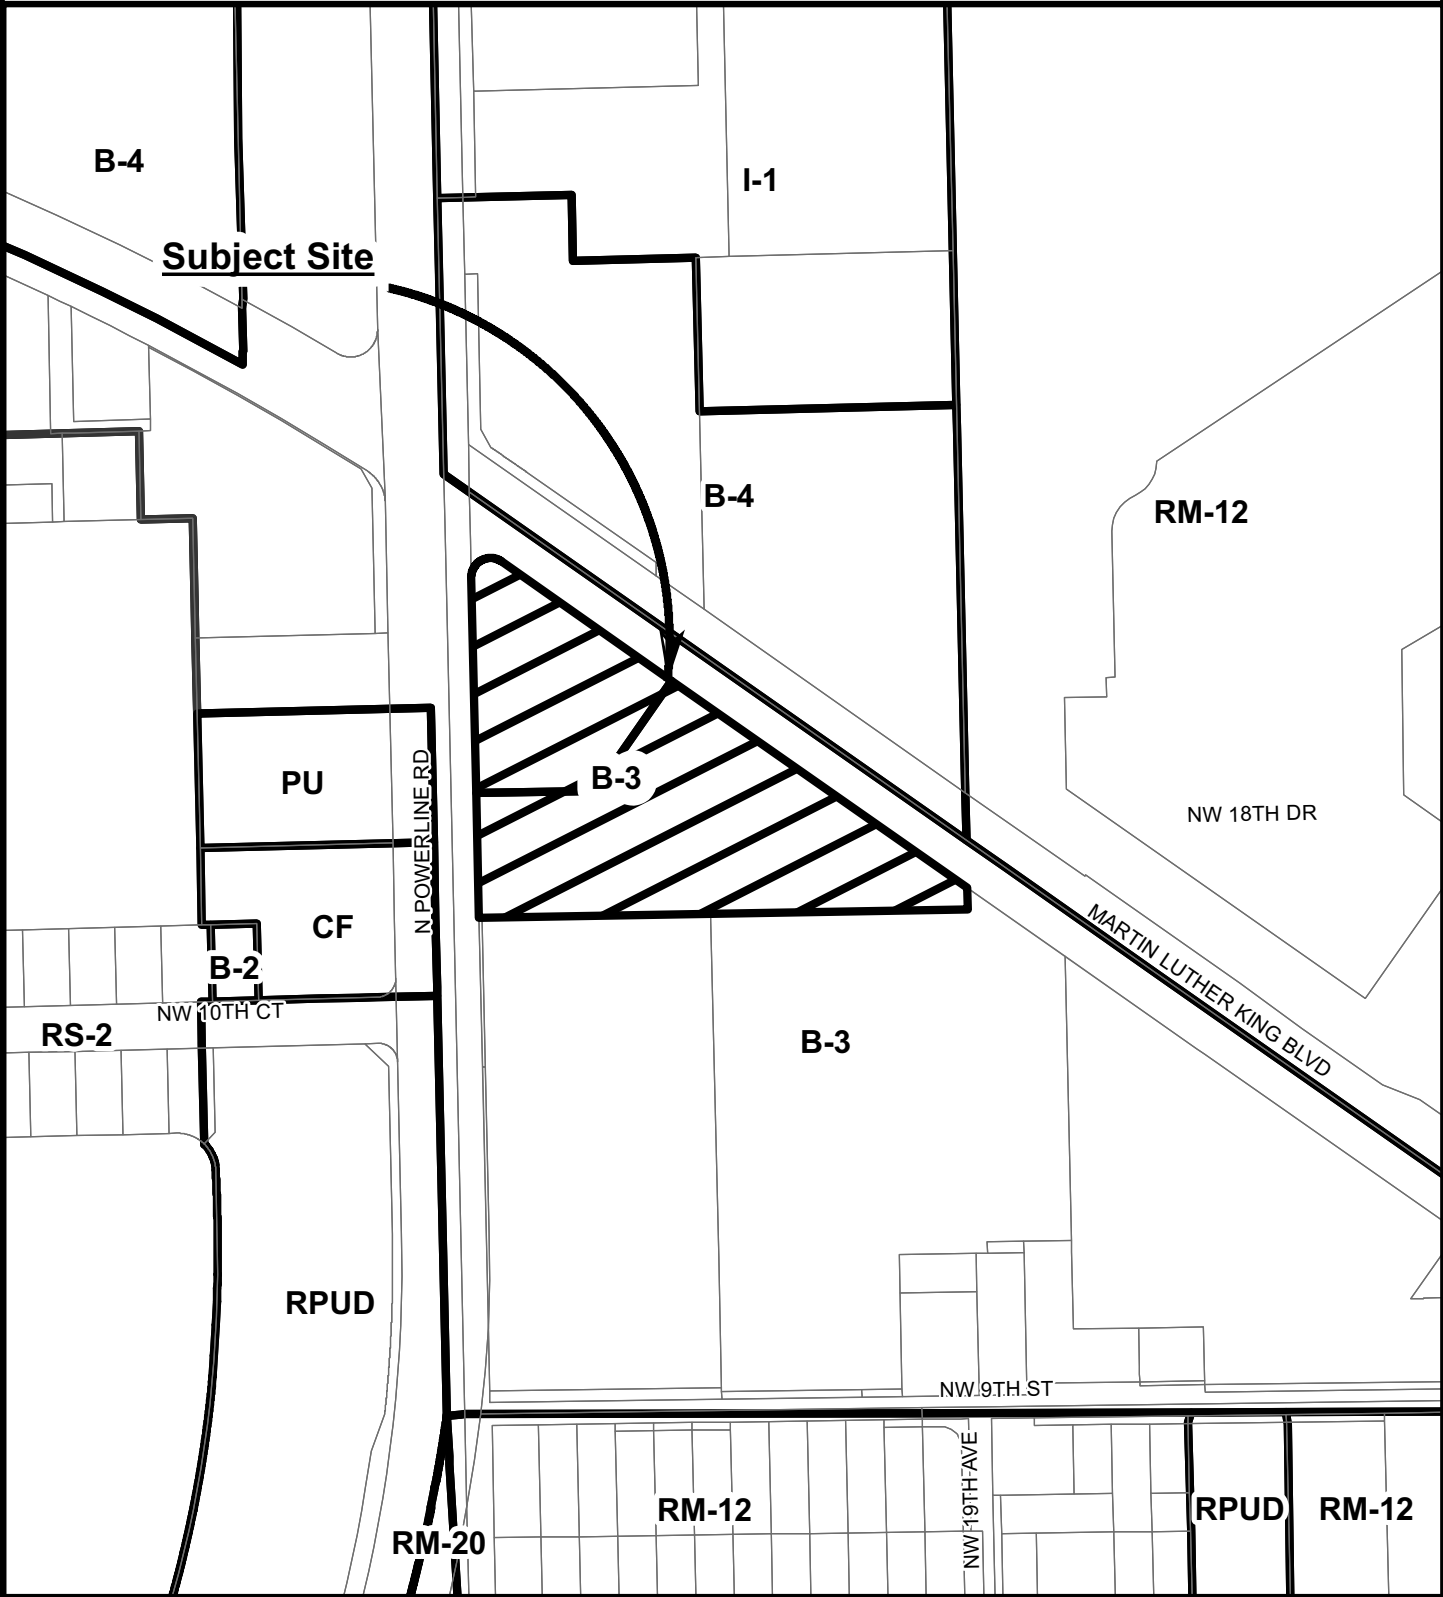 B-4
I-1
Subject Site
B-4
RM-12
B-3
PU
N POWERLINE RD
NW 18TH DR
CF
B-2
NW 10TH CT
RS-2
MARTIN LUTHER KING BLVD
B-3
RPUD
NW 9TH ST
NW 19TH AVE
RM-12
RPUD
RM-12
RM-20